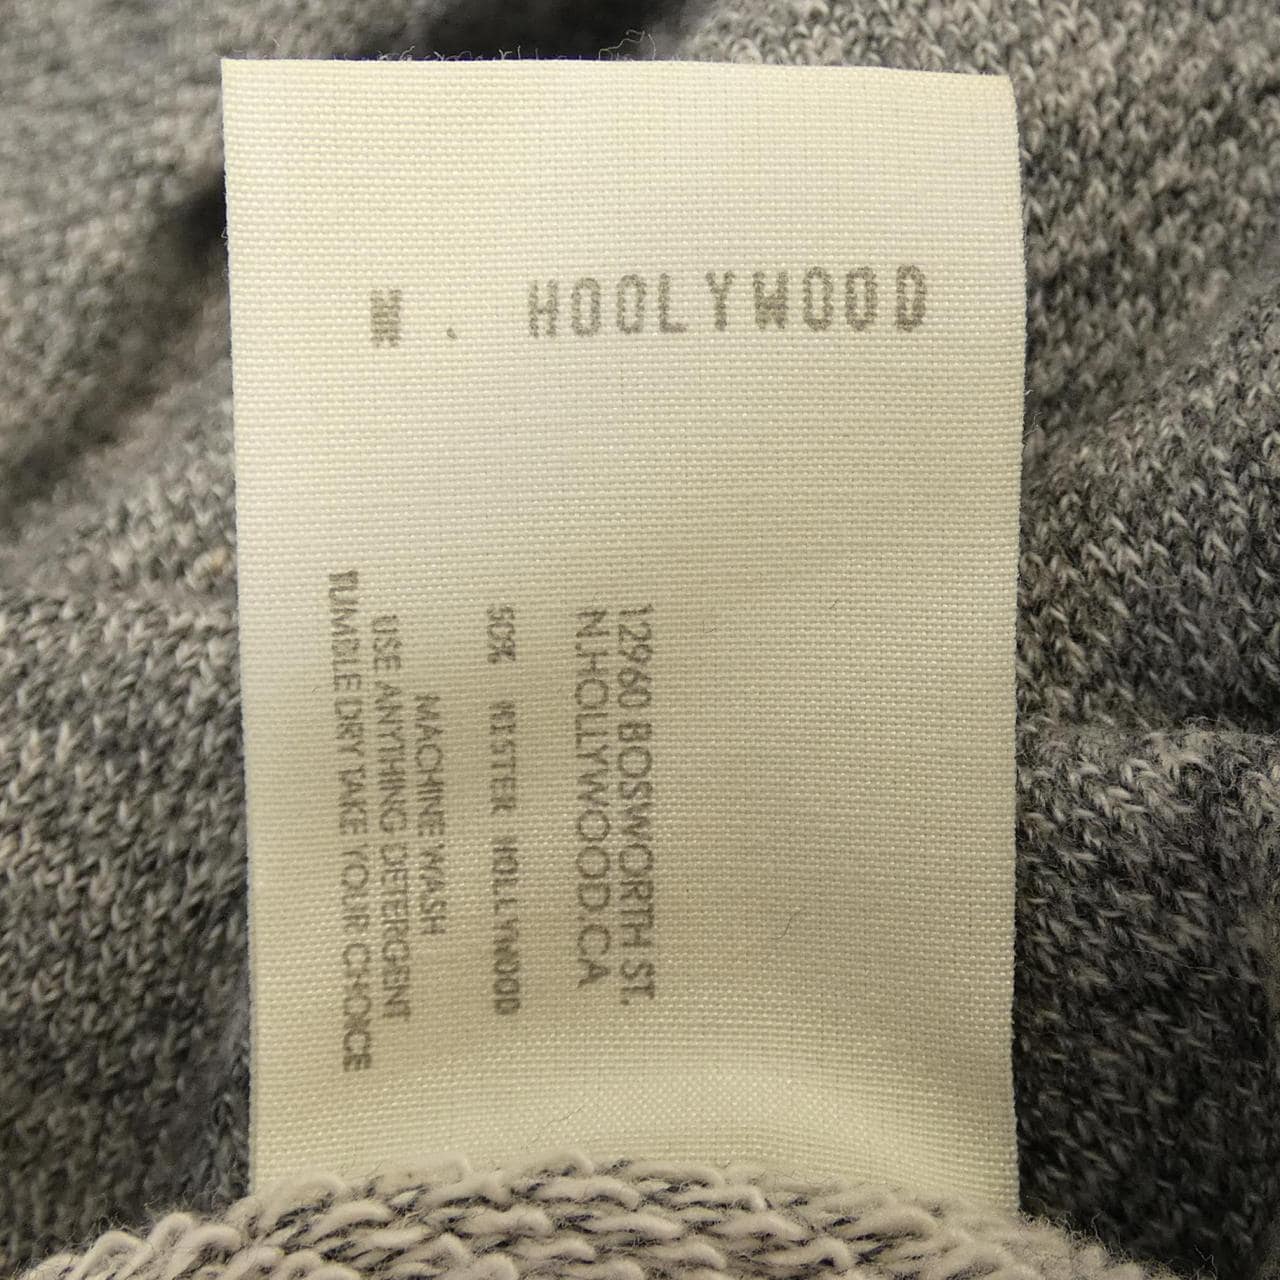 N . HOOLYWOOD
12960 BOSWORTH ST.
N.HOLLYWOOD.CA
50% MISTER HOLLYWOOD
MACHINE WASH
USE ANYTHING DETERGENT
TUMBLE DRY TAKE YOUR CHOICE